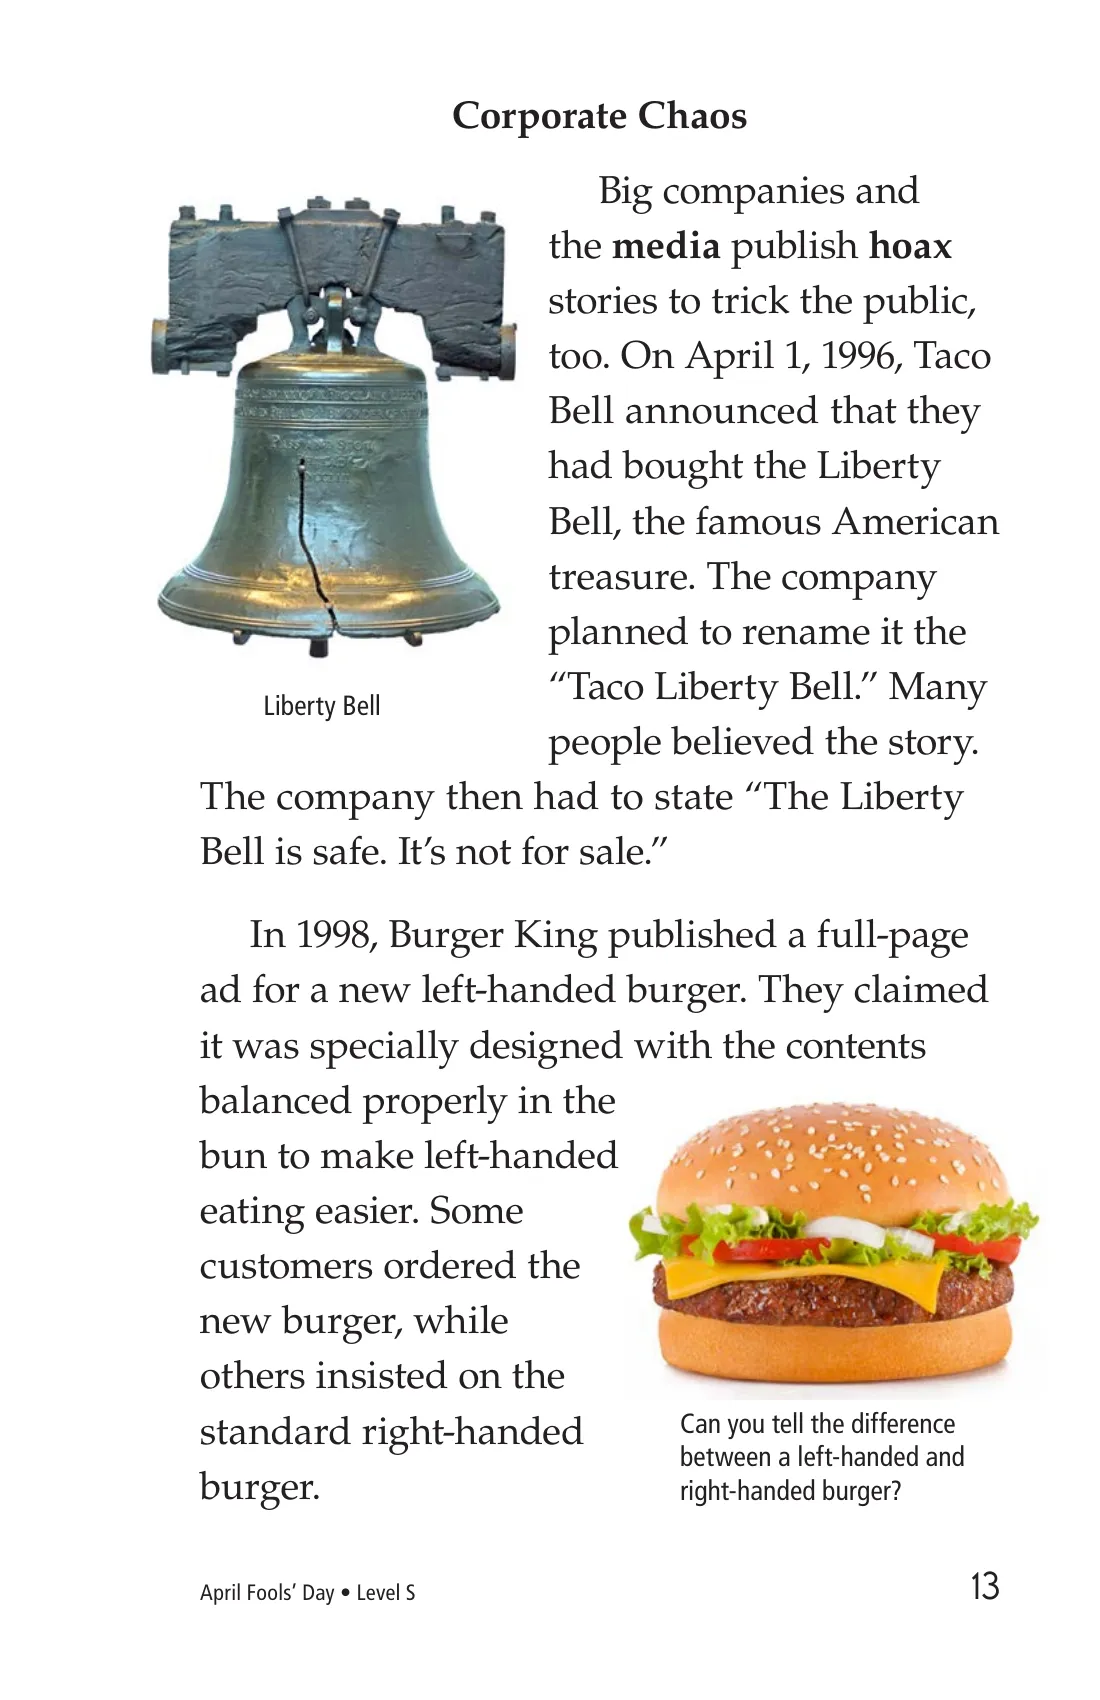 Corporate Chaos
Big companies and
the media publish hoax
stories to trick the public,
too. On April 1, 1996, Taco
Bell announced that they
had bought the Liberty
Bell, the famous American
treasure. The company
planned to rename it the
“Taco Liberty Bell.” Many
people believed the story.
Liberty Bell
The company then had to state “The Liberty
Bell is safe. It’s not for sale.”
In 1998, Burger King published a full-page
ad for a new left-handed burger. They claimed
it was specially designed with the contents
balanced properly in the
bun to make left-handed
eating easier. Some
customers ordered the
new burger, while
others insisted on the
standard right-handed
burger.
Can you tell the difference
between a left-handed and
right-handed burger?
April Fools’ Day • Level S
13